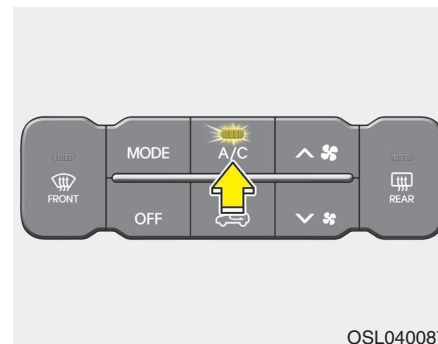 MODE
A/C
FRONT
REAR
OFF
OSL040087